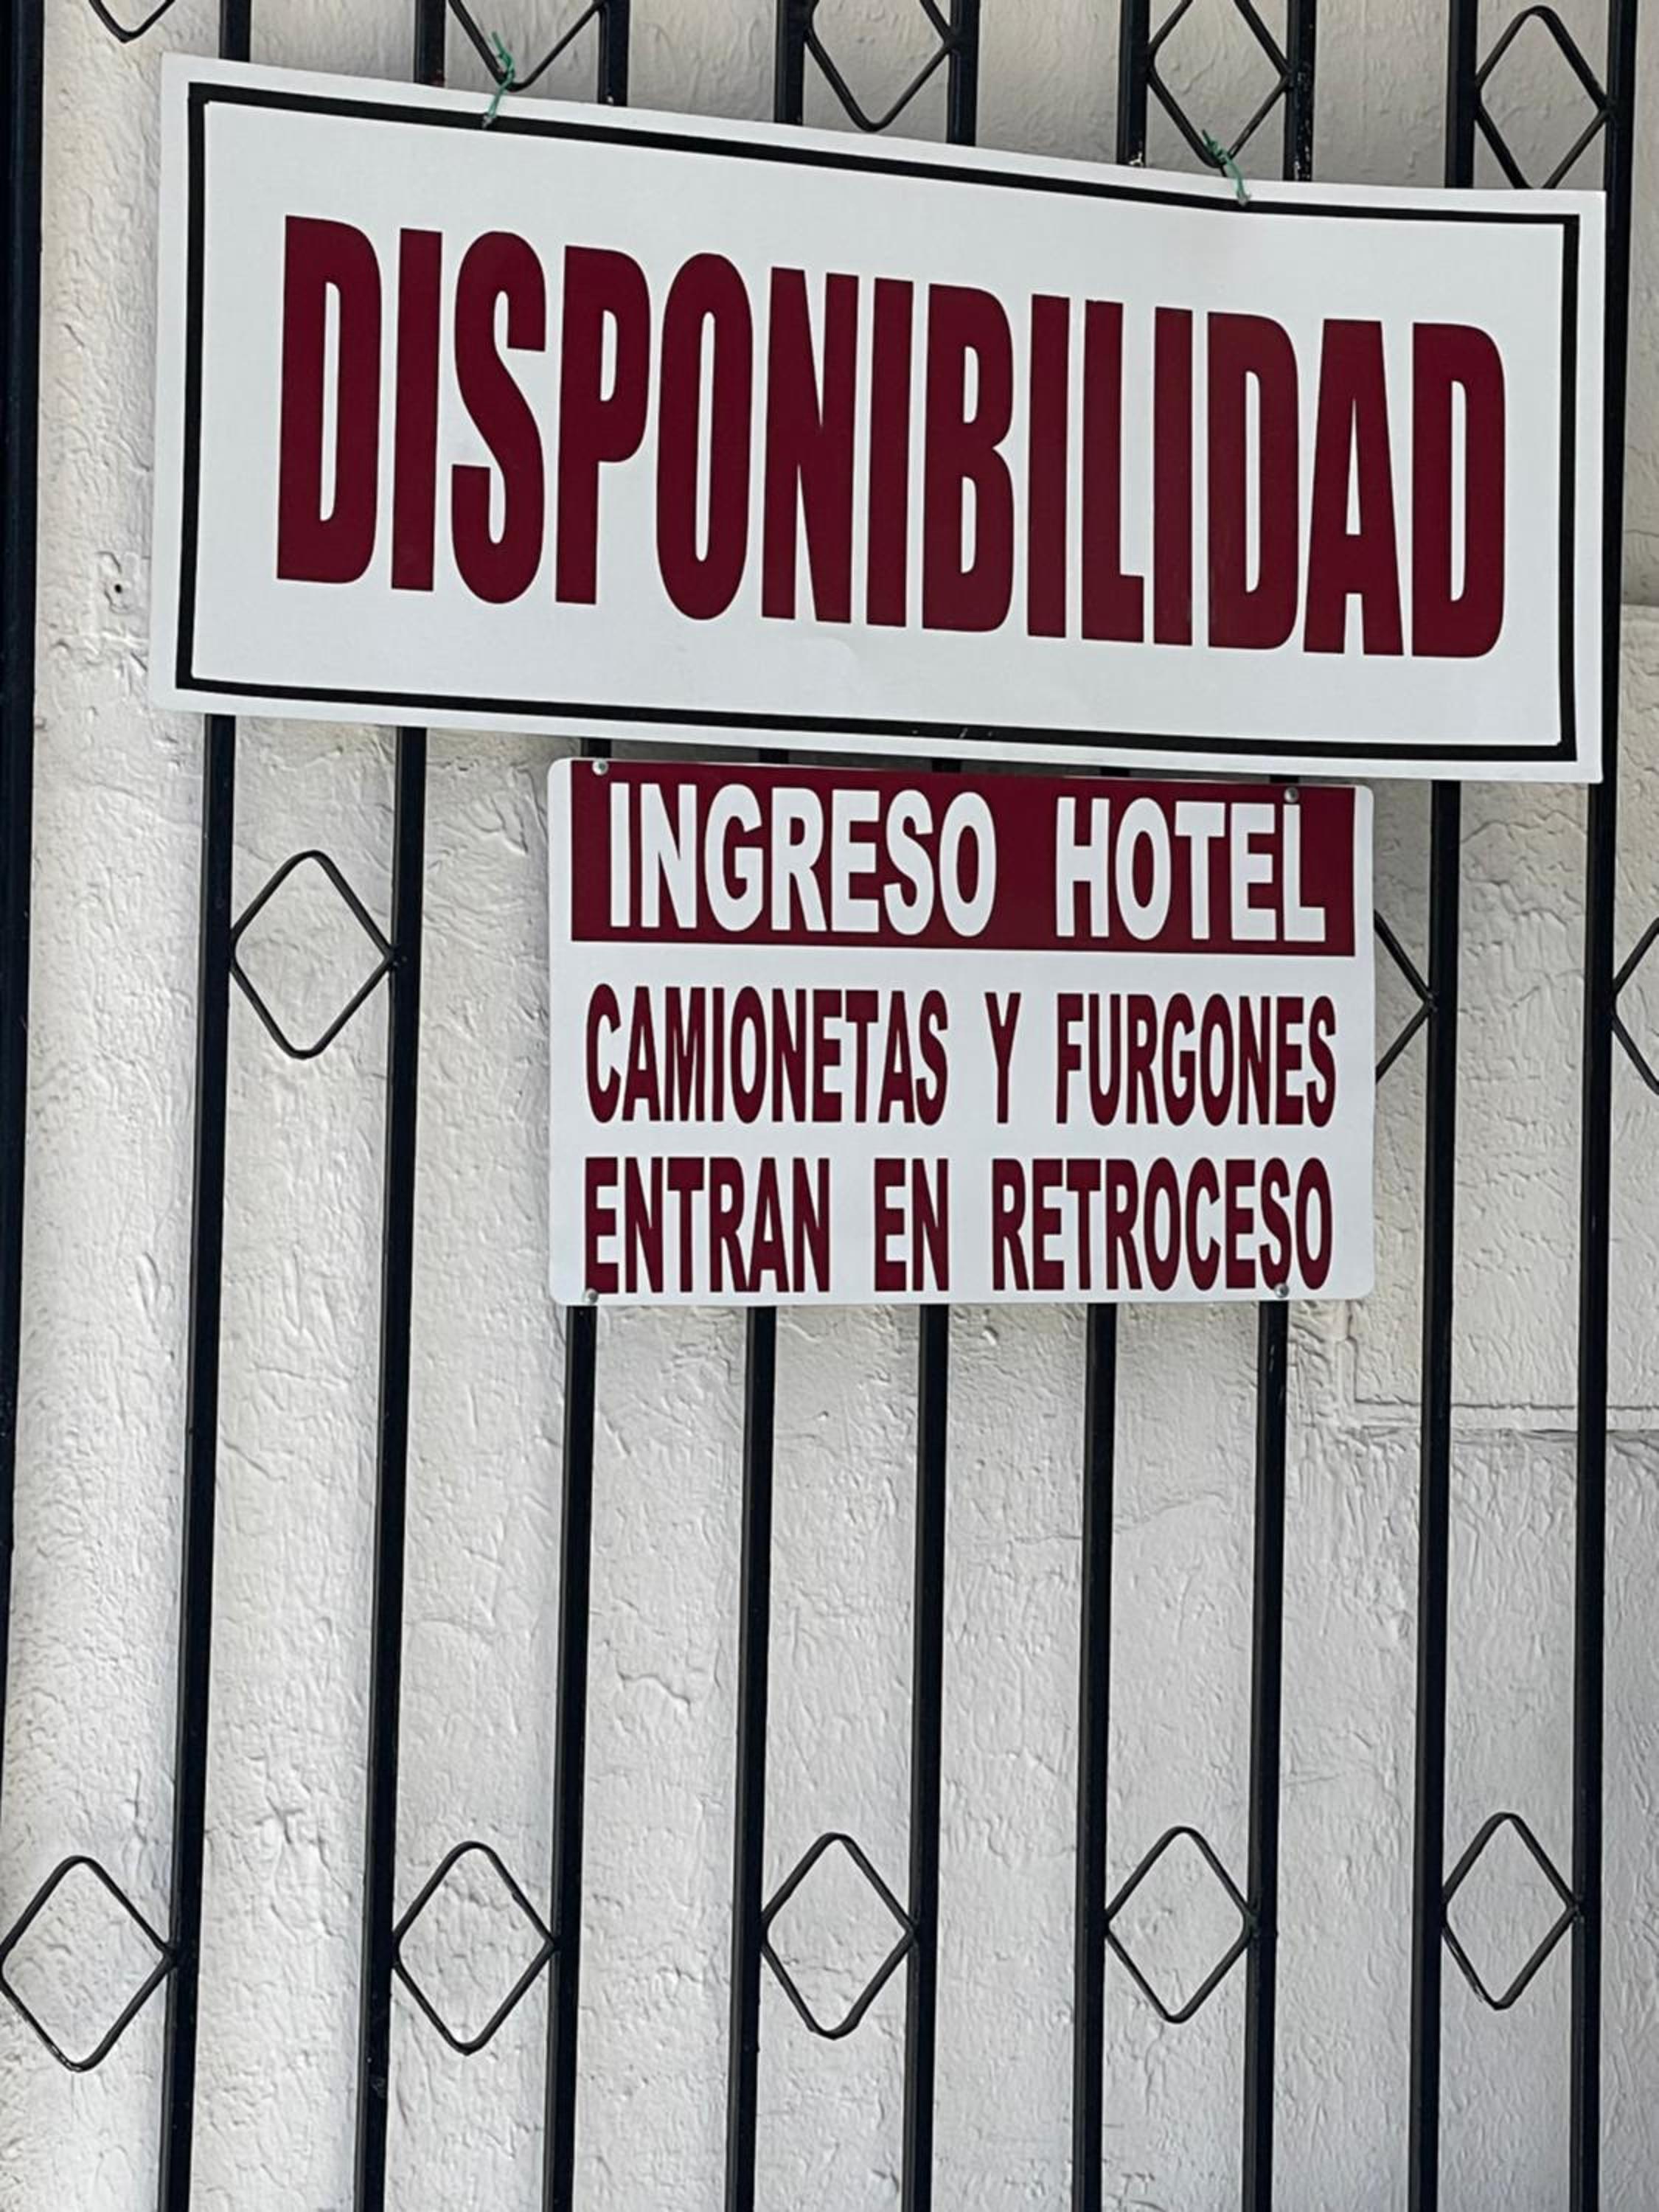 DISPONIBILIDAD
INGRESO HOTEL
CAMIONETAS Y FURGONES
ENTRAN EN RETROCESO